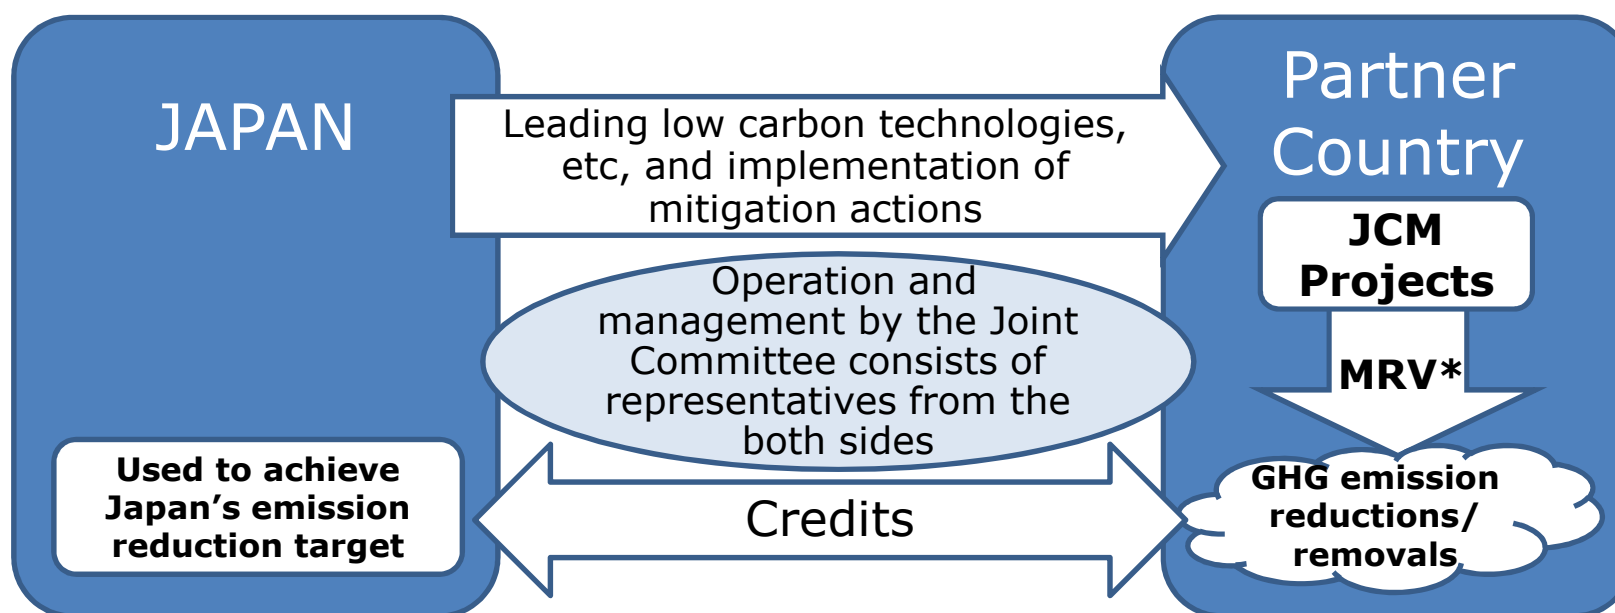 JAPAN
Leading low carbon technologies,
etc, and implementation of
mitigation actions
Partner
Country
JCM
Projects
Operation and
management by the Joint
Committee consists of
representatives from the
both sides
MRV*
Used to achieve
Japan’s emission
reduction target
Credits
GHG emission
reductions/
removals